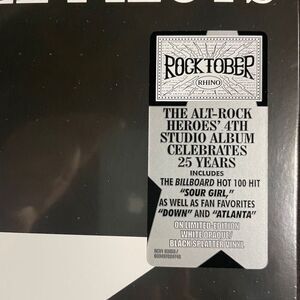 ROCKTOBER
RHINO
THE ALT-ROCK
HEROES' 4TH
STUDIO ALBUM
CELEBRATES
25 YEARS
INCLUDES
THE BILLBOARD HOT 100 HIT
"SOUR GIRL,"
AS WELL AS FAN FAVORITES
"DOWN" AND "ATLANTA"
ON LIMITED-EDITION
WHITE OPAQUE/
BLACK SPLATTER VINYL